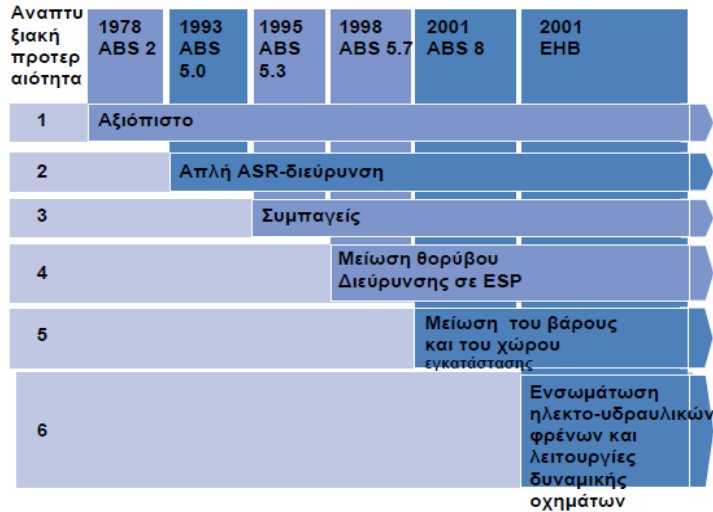 Αναπτυ
ξιακή
προτερ
αιότητα
1978
ABS 2
1993
ABS
5.0
1995
ABS
5.3
1998
ABS 5.7
2001
ABS 8
2001
EHB
1
Αξιόπιστο
2
Απλή ASR-διεύρυνση
3
Συμπαγείς
4
Μείωση θορύβου
Διεύρυνσης σε ESP
5
Μείωση του βάρους
και του χώρου
εγκατάστασης
6
Ενσωμάτωση
ηλεκτο-υδραυλικών
φρένων και
λειτουργίες
δυναμικής
οχημάτων